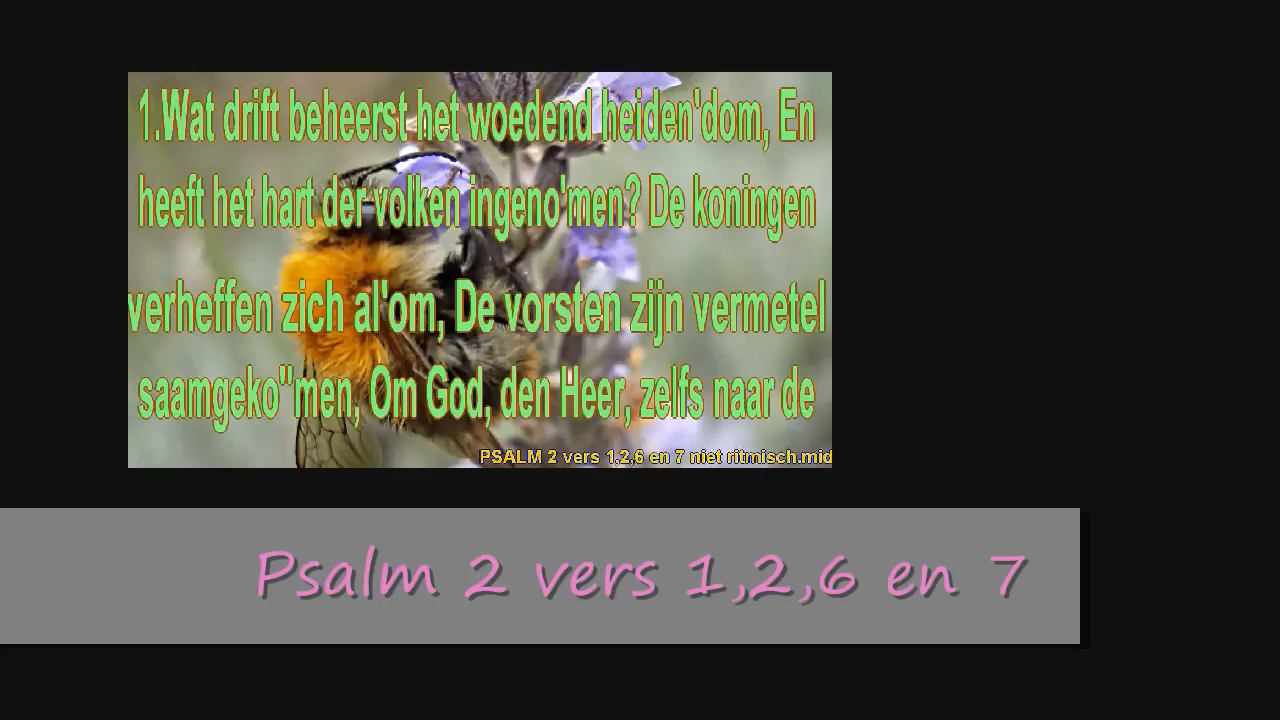 1.Wat drift beheerst het woedend heiden'dom, En
heeft het hart der volken ingeno'men? De koningen
verheffen zich al'om, De vorsten zijn vermetel
saamgeko"men, Om God, den Heer, zelfs naar de
PSALM 2 vers 1,2,6 en 7 niet ritmisch.mid
Psalm 2 vers 1,2,6 en 7